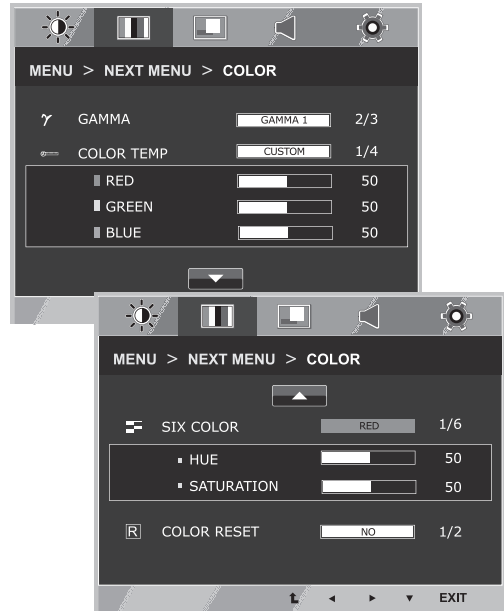 MENU > NEXT MENU > COLOR
γ GAMMA GAMMA 1 2/3
COLOR TEMP CUSTOM 1/4
RED 50
GREEN 50
BLUE 50
MENU > NEXT MENU > COLOR
SIX COLOR RED 1/6
HUE 50
SATURATION 50
R COLOR RESET NO 1/2
EXIT